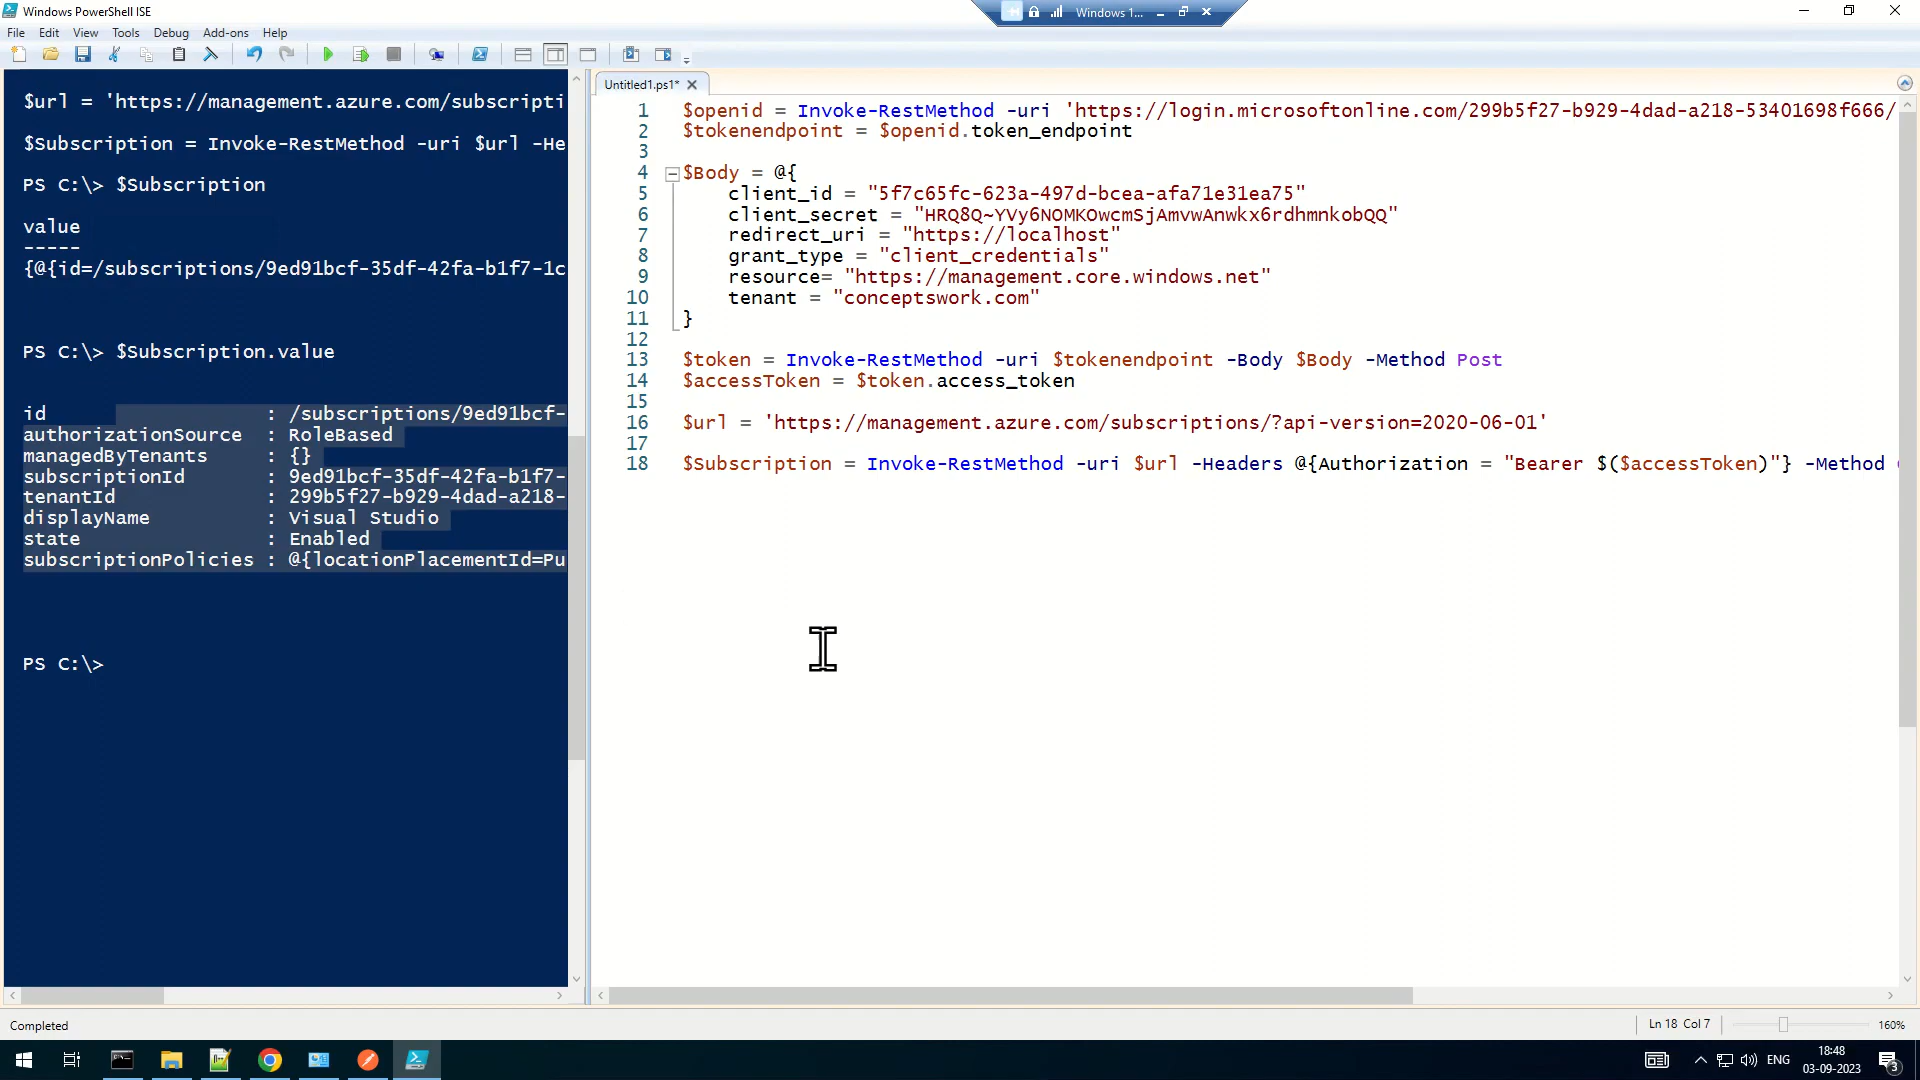 Windows PowerShell ISE
Windows 1...
File Edit View Tools Debug Add-ons Help
$url = 'https://management.azure.com/subscripti
$Subscription = Invoke-RestMethod -uri $url -He
PS C:\> $Subscription
value
-----
{@{id=/subscriptions/9ed91bcf-35df-42fa-b1f7-1c
PS C:\> $Subscription.value
id : /subscriptions/9ed91bcf-
authorizationSource : RoleBased
managedByTenants : {}
subscriptionId : 9ed91bcf-35df-42fa-b1f7-
tenantId : 299b5f27-b929-4dad-a218-
displayName : Visual Studio
state : Enabled
subscriptionPolicies : @{locationPlacementId=Pu
PS C:\>
Untitled1.ps1*
1 $openid = Invoke-RestMethod -uri 'https://login.microsoftonline.com/299b5f27-b929-4dad-a218-53401698f666/
2 $tokenendpoint = $openid.token_endpoint
3
4 $Body = @{
5 client_id = "5f7c65fc-623a-497d-bcea-afa71e31ea75"
6 client_secret = "HRQ8Q~YVy6NOMKOwcmSjAmvwAnwkx6rdhmnkobQQ"
7 redirect_uri = "https://localhost"
8 grant_type = "client_credentials"
9 resource= "https://management.core.windows.net"
10 tenant = "conceptswork.com"
11 }
12
13 $token = Invoke-RestMethod -uri $tokenendpoint -Body $Body -Method Post
14 $accessToken = $token.access_token
15
16 $url = 'https://management.azure.com/subscriptions/?api-version=2020-06-01'
17
18 $Subscription = Invoke-RestMethod -uri $url -Headers @{Authorization = "Bearer $($accessToken)"} -Method
Completed
Ln 18 Col 7
160%
ENG
18:48
03-09-2023
3